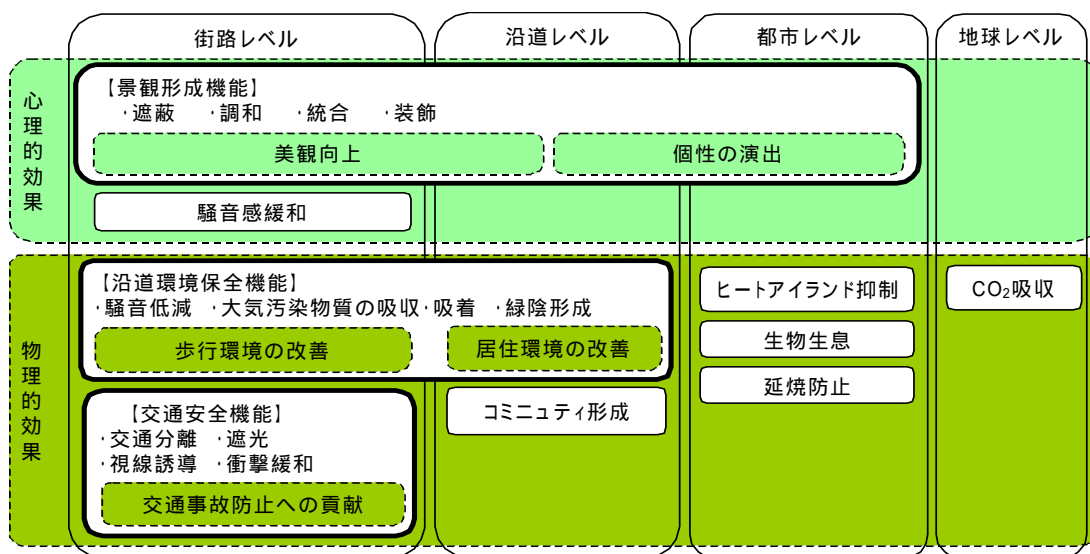 街路レベル
沿道レベル
都市レベル
地球レベル
心理的効果
【景観形成機能】
･遮蔽 ･調和 ･統合 ･装飾
美観向上
個性の演出
騒音感緩和
物理的効果
【沿道環境保全機能】
･騒音低減 ･大気汚染物質の吸収･吸着 ･緑陰形成
歩行環境の改善
居住環境の改善
ヒートアイランド抑制
CO₂吸収
生物生息
延焼防止
コミニュティ形成
【交通安全機能】
･交通分離 ･遮光
･視線誘導 ･衝撃緩和
交通事故防止への貢献